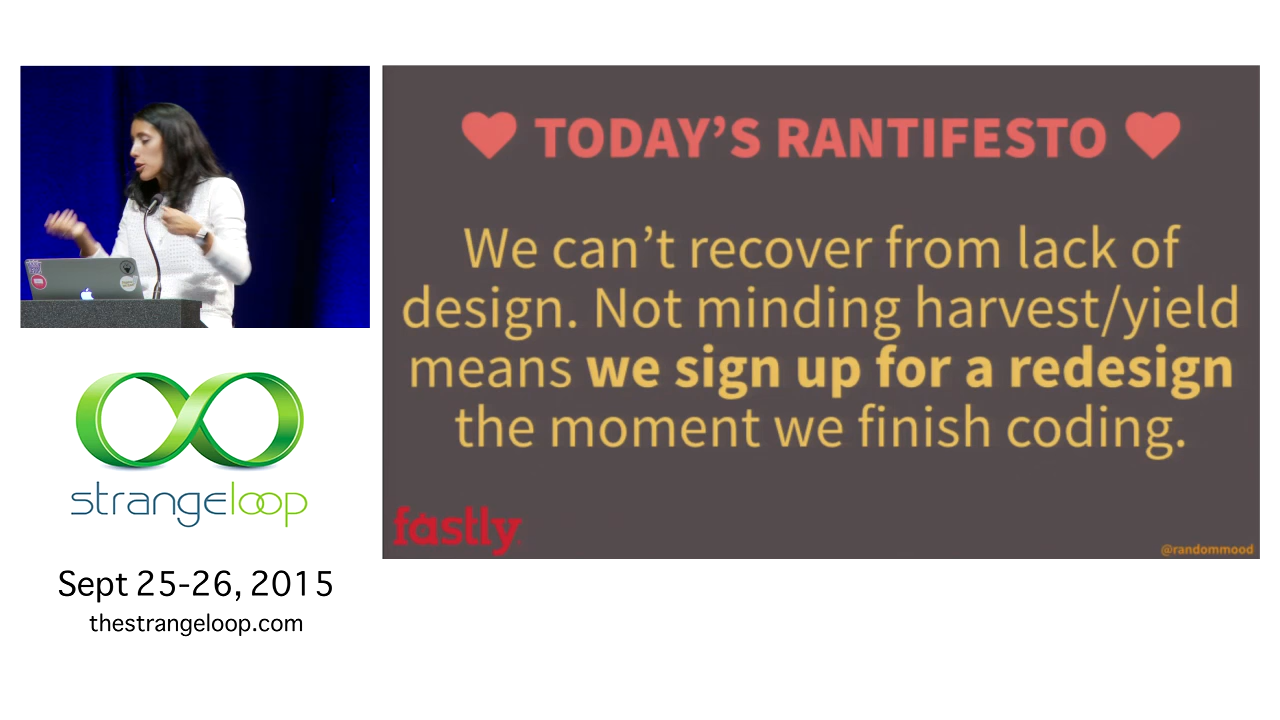 ❤ TODAY’S RANTIFESTO ❤
We can’t recover from lack of
design. Not minding harvest/yield
means we sign up for a redesign
the moment we finish coding.
fastly
@randommood
strangeloop
Sept 25-26, 2015
thestrangeloop.com